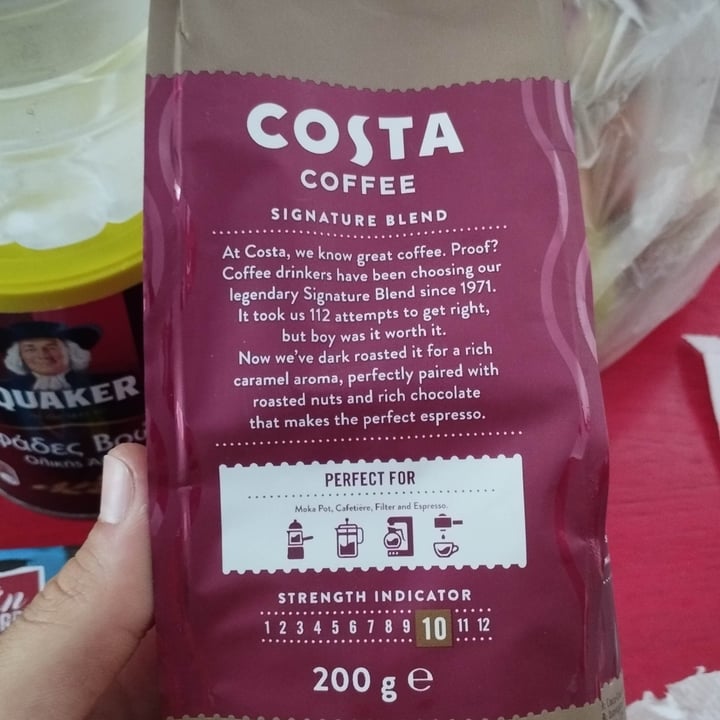 COSTA
COFFEE
SIGNATURE BLEND
At Costa, we know great coffee. Proof?
Coffee drinkers have been choosing our
legendary Signature Blend since 1971.
It took us 112 attempts to get right,
but boy was it worth it.
Now we've dark roasted it for a rich
caramel aroma, perfectly paired with
roasted nuts and rich chocolate
that makes the perfect espresso.
PERFECT FOR
Moka Pot, Cafetiere, Filter and Espresso.
STRENGTH INDICATOR
1 2 3 4 5 6 7 8 9 10 11 12
200 g e
QUAKER